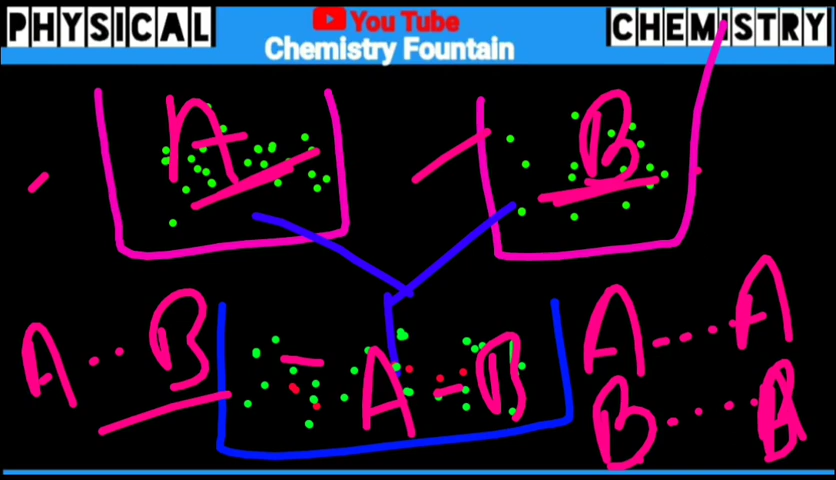 PHYSICAL
You Tube
CHEMISTRY
Chemistry Fountain
A
B
A - B
A ... B
A - B
A .... A
B .... B